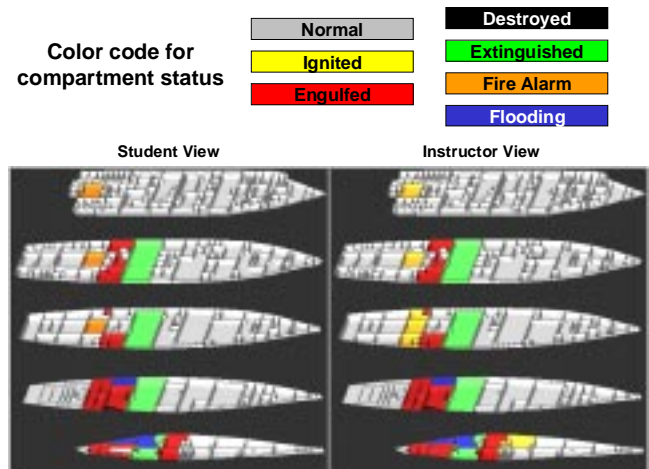 Color code for
compartment status
Normal
Ignited
Engulfed
Destroyed
Extinguished
Fire Alarm
Flooding
Student View
Instructor View